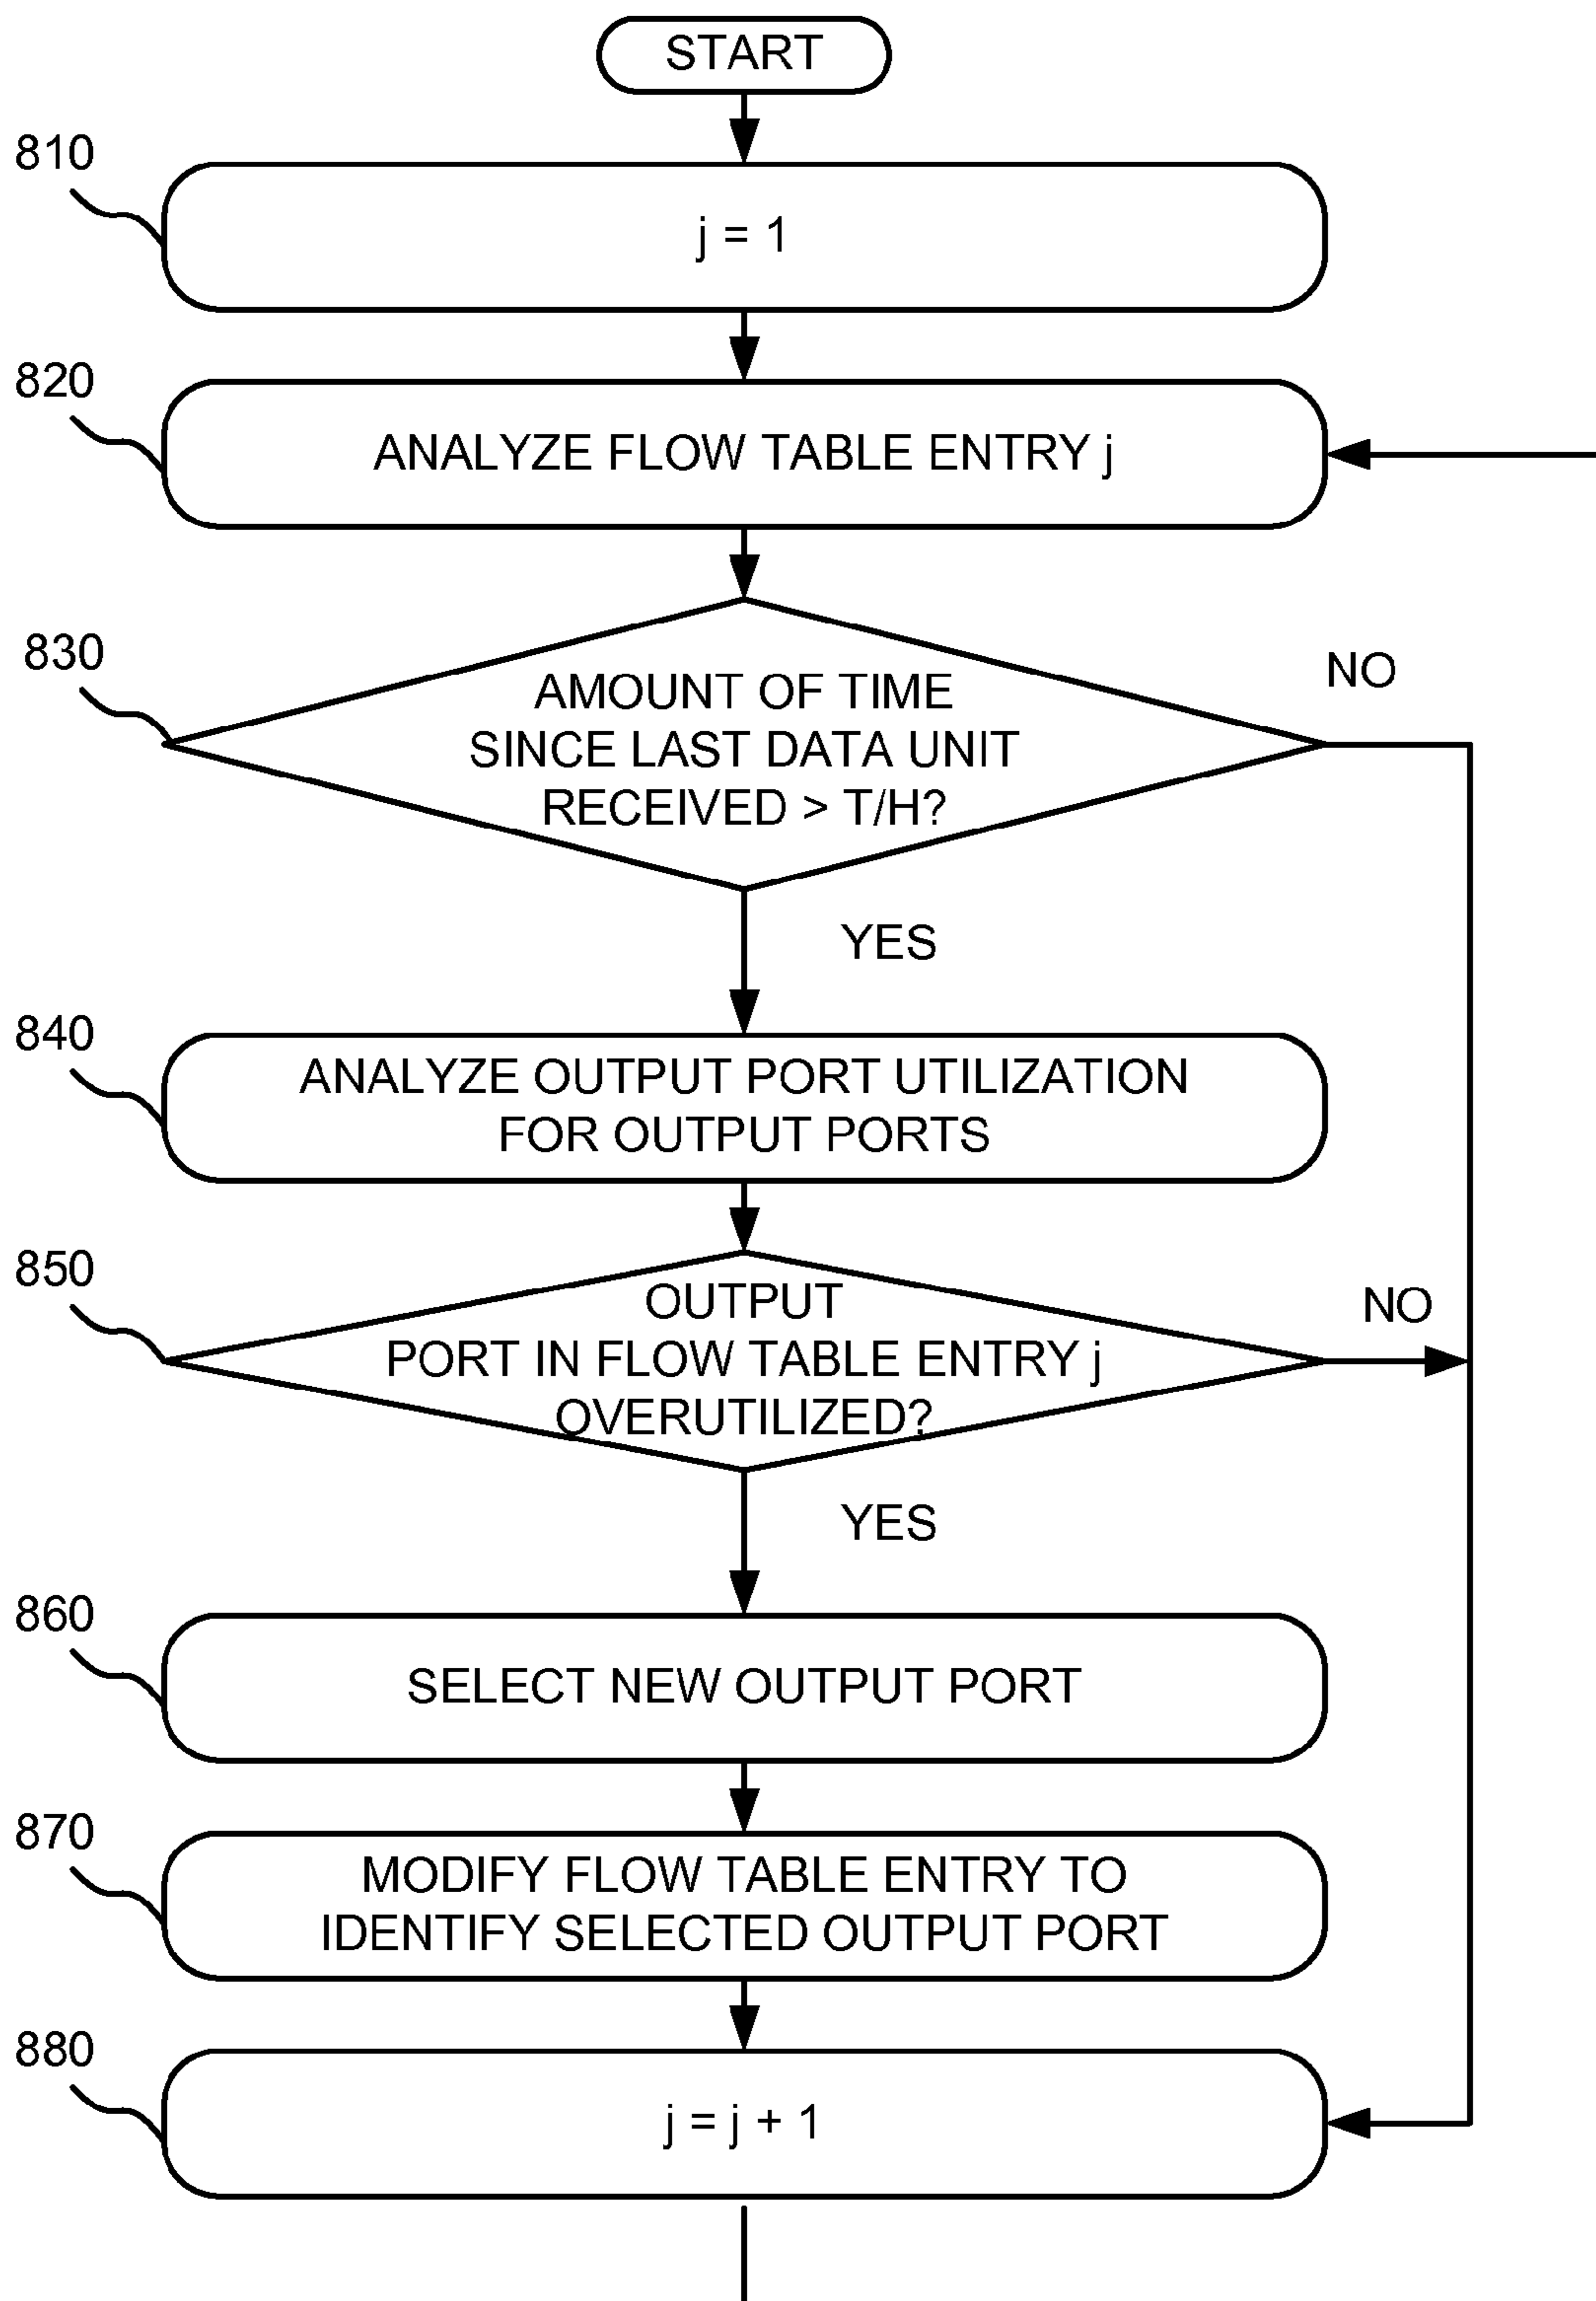 START
810
j = 1
820
ANALYZE FLOW TABLE ENTRY j
830
AMOUNT OF TIME
SINCE LAST DATA UNIT
RECEIVED > T/H?
NO
YES
840
ANALYZE OUTPUT PORT UTILIZATION
FOR OUTPUT PORTS
850
OUTPUT
PORT IN FLOW TABLE ENTRY j
OVERUTILIZED?
NO
YES
860
SELECT NEW OUTPUT PORT
870
MODIFY FLOW TABLE ENTRY TO
IDENTIFY SELECTED OUTPUT PORT
880
j = j + 1